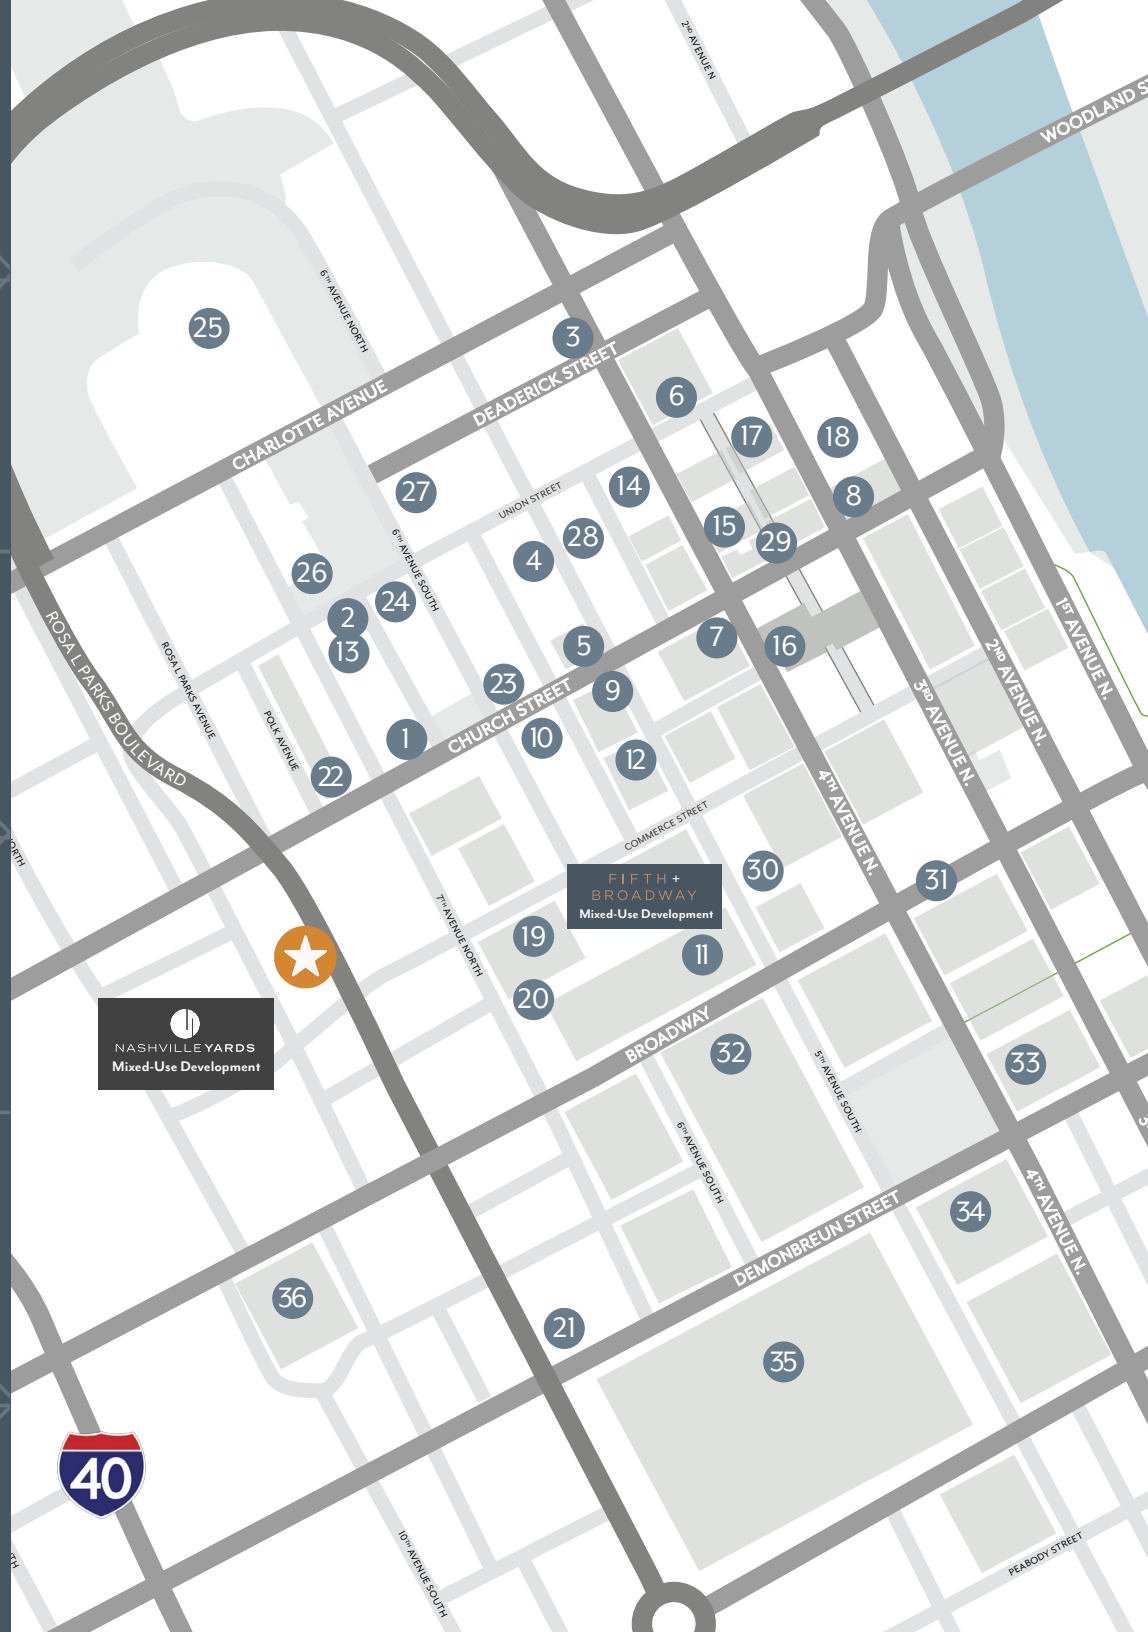 2ND AVENUE N
WOODLAND S
6TH AVENUE NORTH
25
3
CHARLOTTE AVENUE
DEADERICK STREET
6
17
18
27
14
8
UNION STREET
15
28
29
4
6TH AVENUE SOUTH
26
24
2
13
5
7
16
1ST AVENUE N.
ROSA L PARKS BOULEVARD
ROSA L PARKS AVENUE
2ND AVENUE N.
23
9
3RD AVENUE N.
POLK AVENUE
CHURCH STREET
1
10
12
22
4TH AVENUE N.
COMMERCE STREET
ORTH
FIFTH +
BROADWAY
Mixed-Use Development
30
31
7TH AVENUE NORTH
19
11
20
NASHVILLEYARDS
Mixed-Use Development
BROADWAY
32
33
5TH AVENUE SOUTH
6TH AVENUE SOUTH
4TH AVENUE N.
34
DEMONBREUN STREET
36
21
35
40
10TH AVENUE SOUTH
PEABODY STREET
TH
3